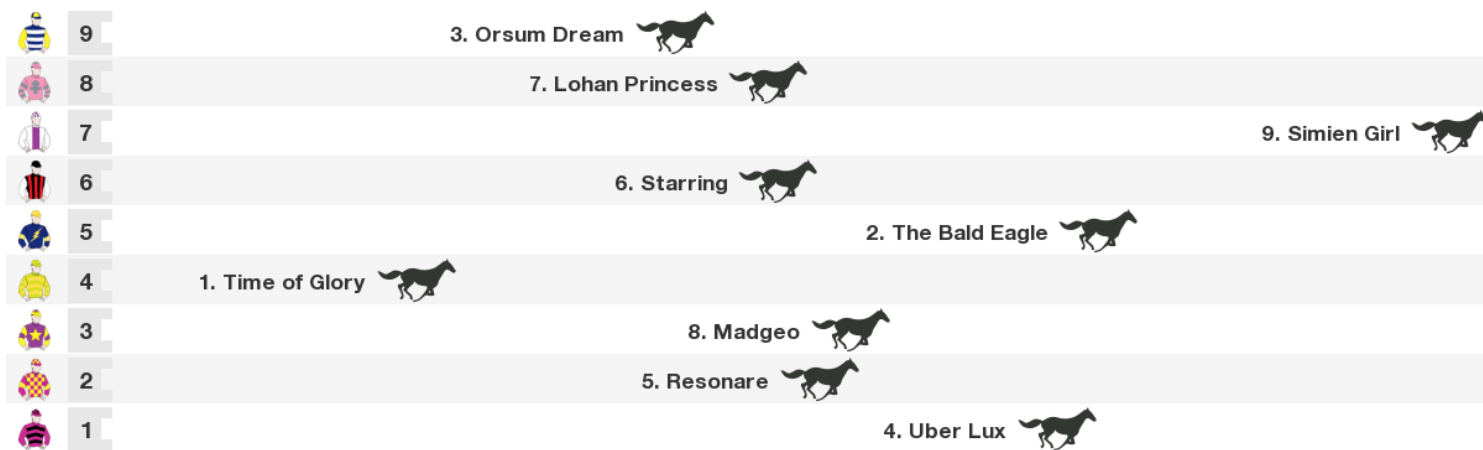 9 3. Orsum Dream
8 7. Lohan Princess
7 9. Simien Girl
6 6. Starring
5 2. The Bald Eagle
4 1. Time of Glory
3 8. Madgeo
2 5. Resonare
1 4. Uber Lux